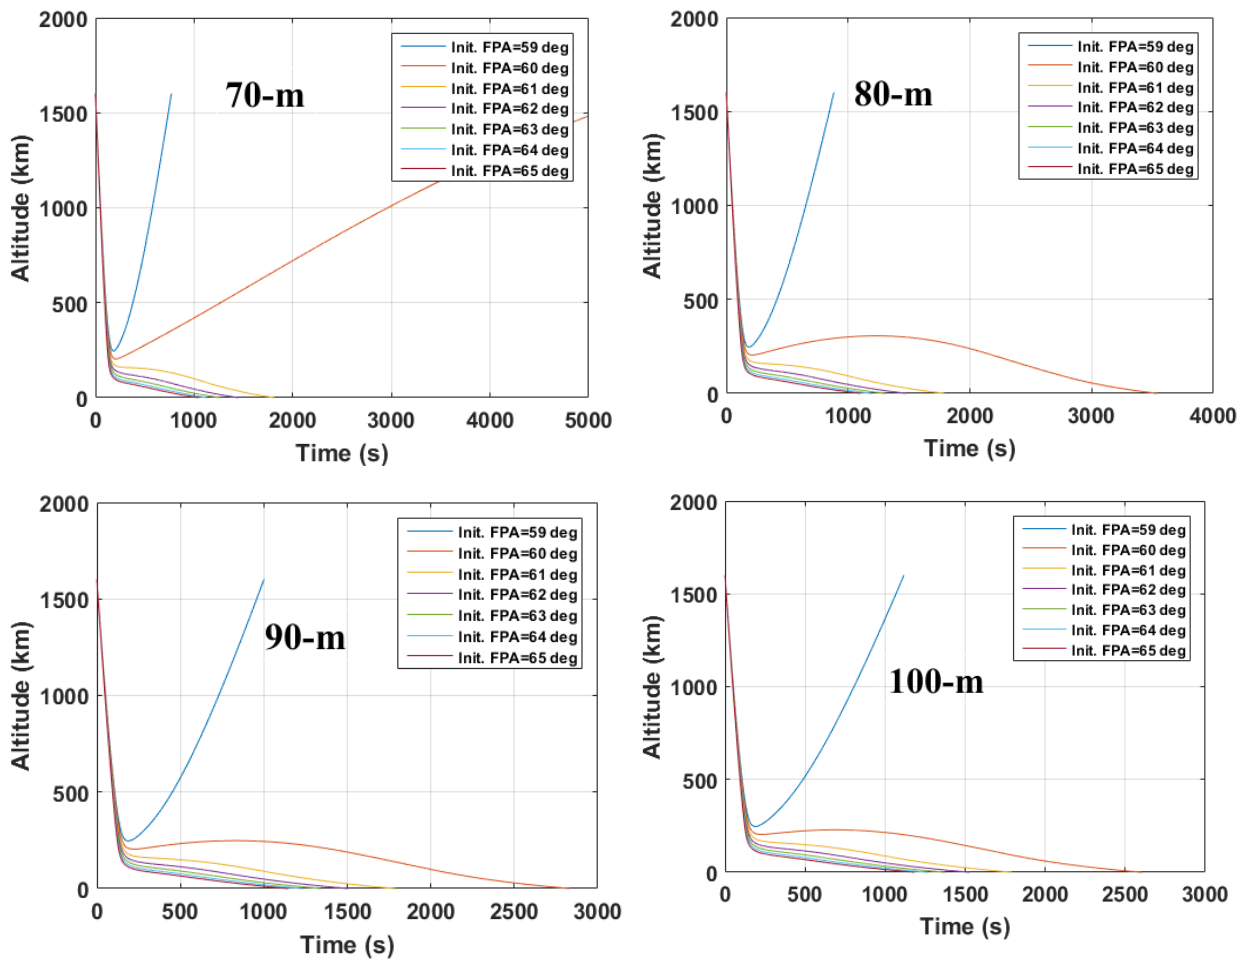 2000
1500
1000
500
0
Altitude (km)
0
1000
2000
3000
4000
5000
Time (s)
70-m
Init. FPA=59 deg
Init. FPA=60 deg
Init. FPA=61 deg
Init. FPA=62 deg
Init. FPA=63 deg
Init. FPA=64 deg
Init. FPA=65 deg
2000
1500
1000
500
0
Altitude (km)
0
1000
2000
3000
4000
Time (s)
80-m
Init. FPA=59 deg
Init. FPA=60 deg
Init. FPA=61 deg
Init. FPA=62 deg
Init. FPA=63 deg
Init. FPA=64 deg
Init. FPA=65 deg
2000
1500
1000
500
0
Altitude (km)
0
500
1000
1500
2000
2500
3000
Time (s)
90-m
Init. FPA=59 deg
Init. FPA=60 deg
Init. FPA=61 deg
Init. FPA=62 deg
Init. FPA=63 deg
Init. FPA=64 deg
Init. FPA=65 deg
2000
1500
1000
500
0
Altitude (km)
0
500
1000
1500
2000
2500
3000
Time (s)
100-m
Init. FPA=59 deg
Init. FPA=60 deg
Init. FPA=61 deg
Init. FPA=62 deg
Init. FPA=63 deg
Init. FPA=64 deg
Init. FPA=65 deg